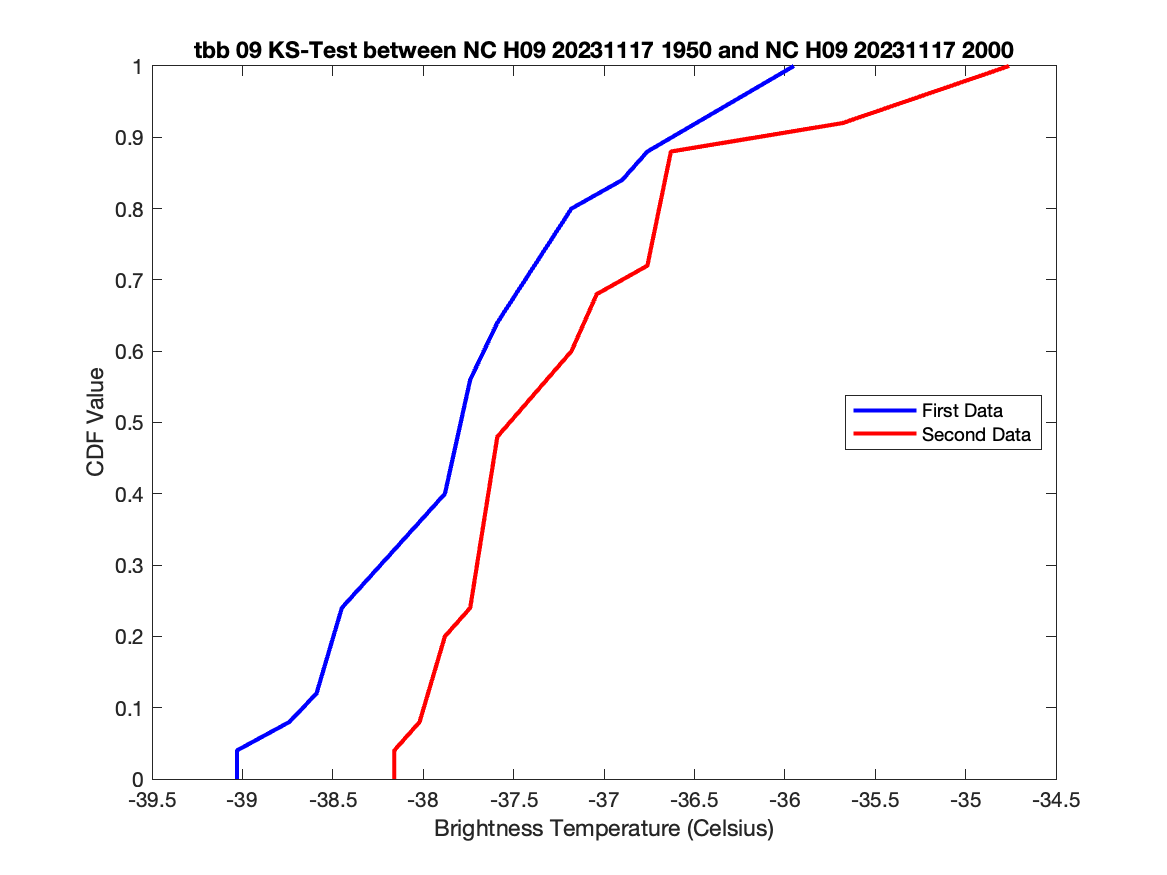 tbb 09 KS-Test between NC H09 20231117 1950 and NC H09 20231117 2000
1
0.9
0.8
0.7
0.6
0.5
0.4
0.3
0.2
0.1
0
CDF Value
First Data
Second Data
-39.5 -39 -38.5 -38 -37.5 -37 -36.5 -36 -35.5 -35 -34.5
Brightness Temperature (Celsius)